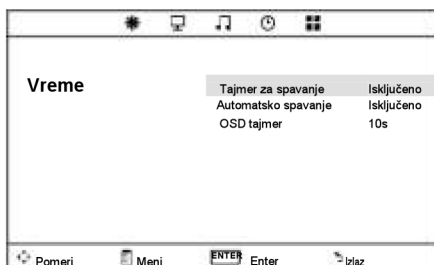 Vreme
Tajmer za spavanje Isključeno
Automatsko spavanje Isključeno
OSD tajmer 10s
Pomeri Meni ENTER Enter Izlaz